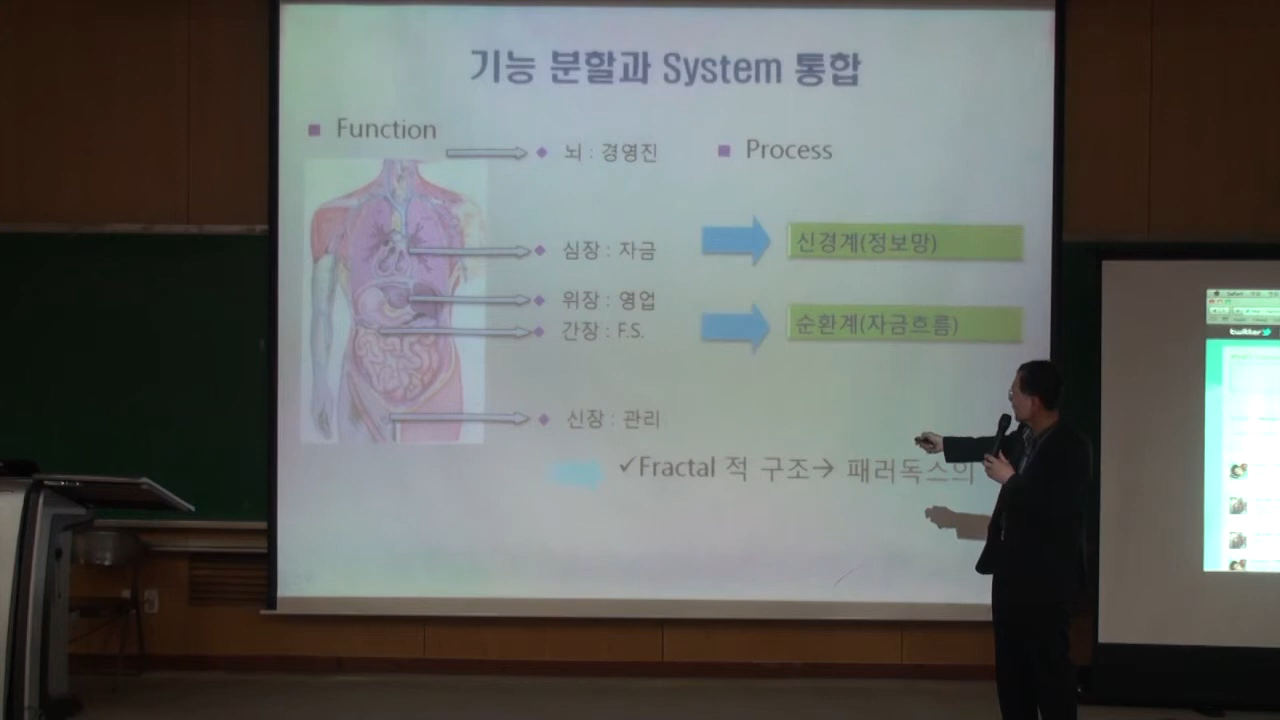 기능 분할과 System 통합
■ Function
◆ 뇌 : 경영진
◆ 심장 : 자금
◆ 위장 : 영업
◆ 간장 : F.S.
◆ 신장 : 관리
■ Process
신경계(정보망)
순환계(자금흐름)
✓Fractal 적 구조→ 패러독스의
twitter